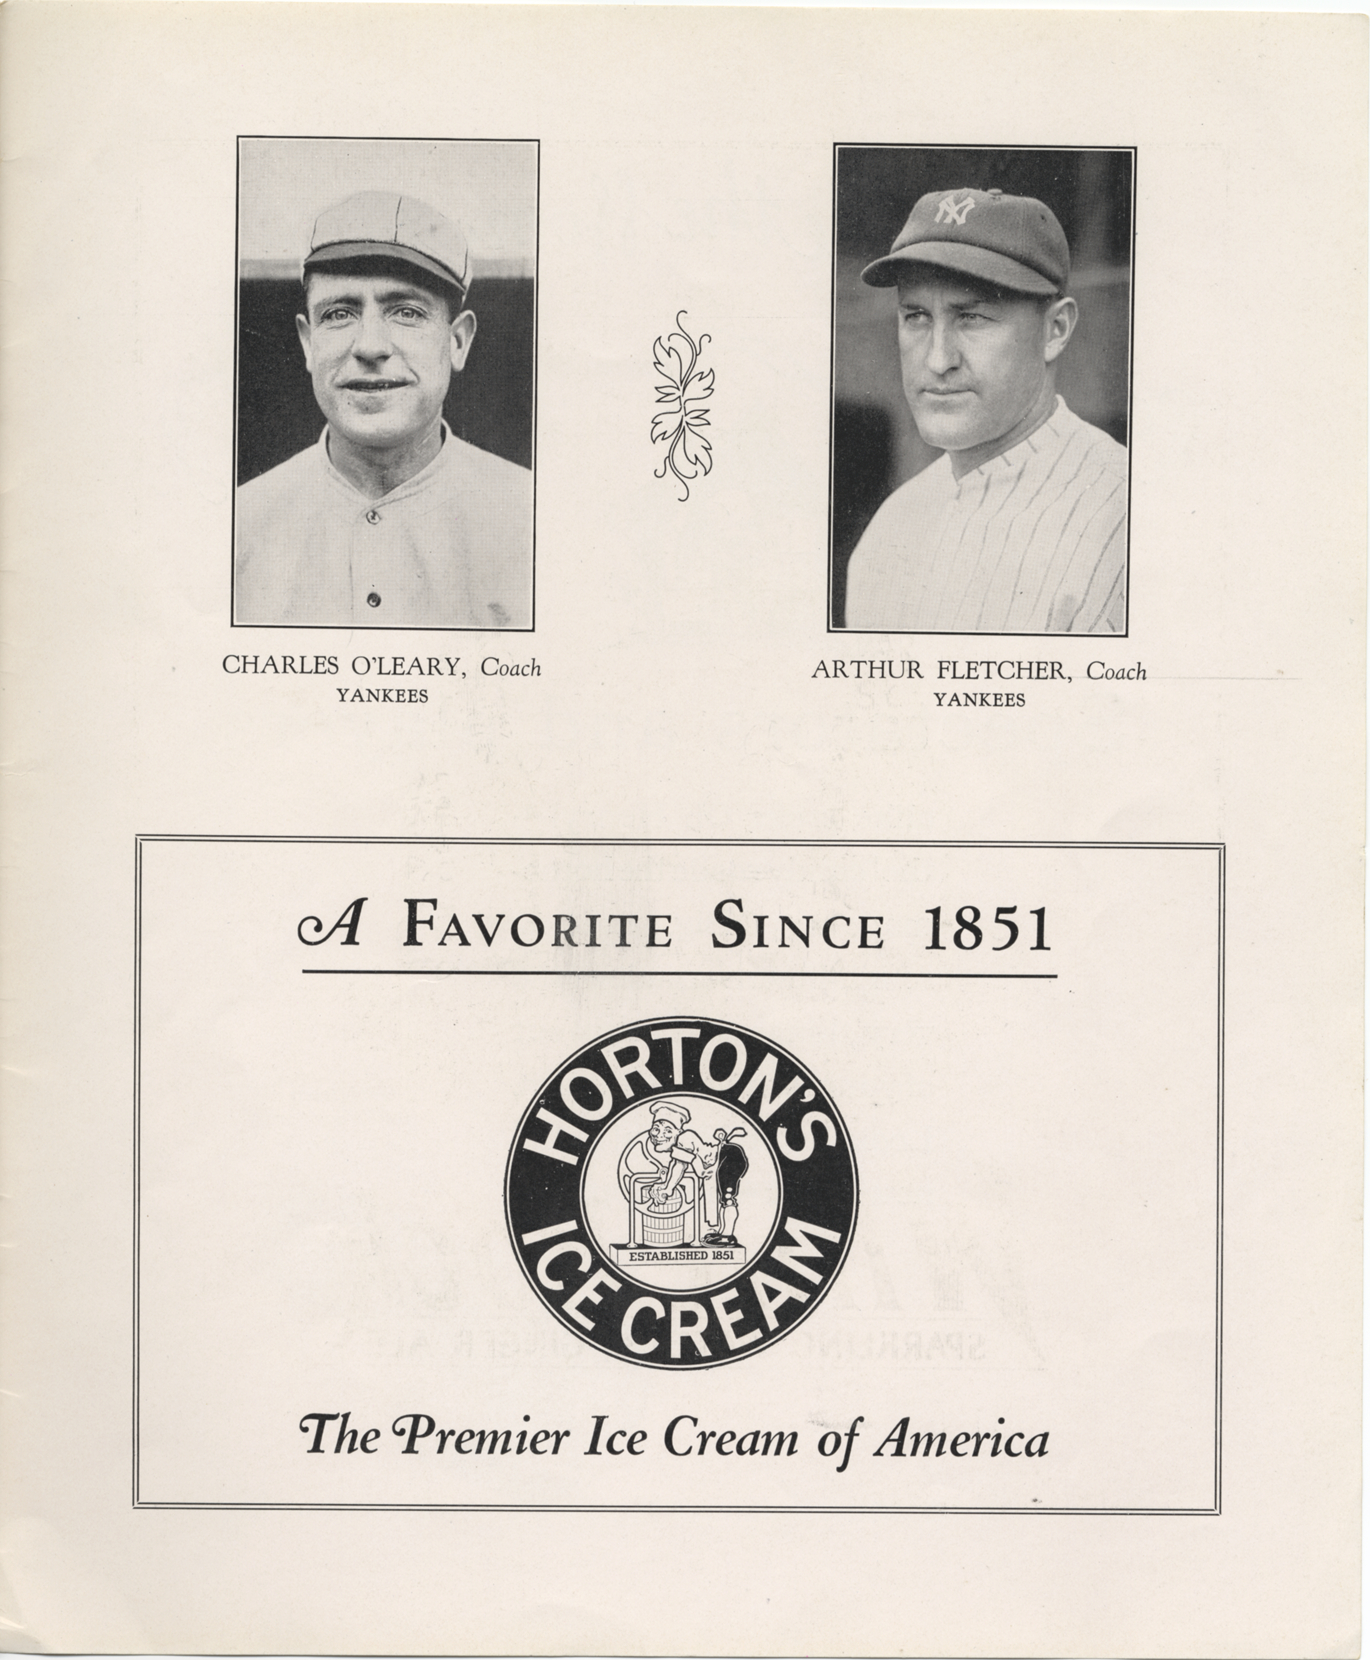 NY
CHARLES O'LEARY, Coach
YANKEES
ARTHUR FLETCHER, Coach
YANKEES
A FAVORITE SINCE 1851
HORTON'S
ESTABLISHED 1851
ICE CREAM
The Premier Ice Cream of America